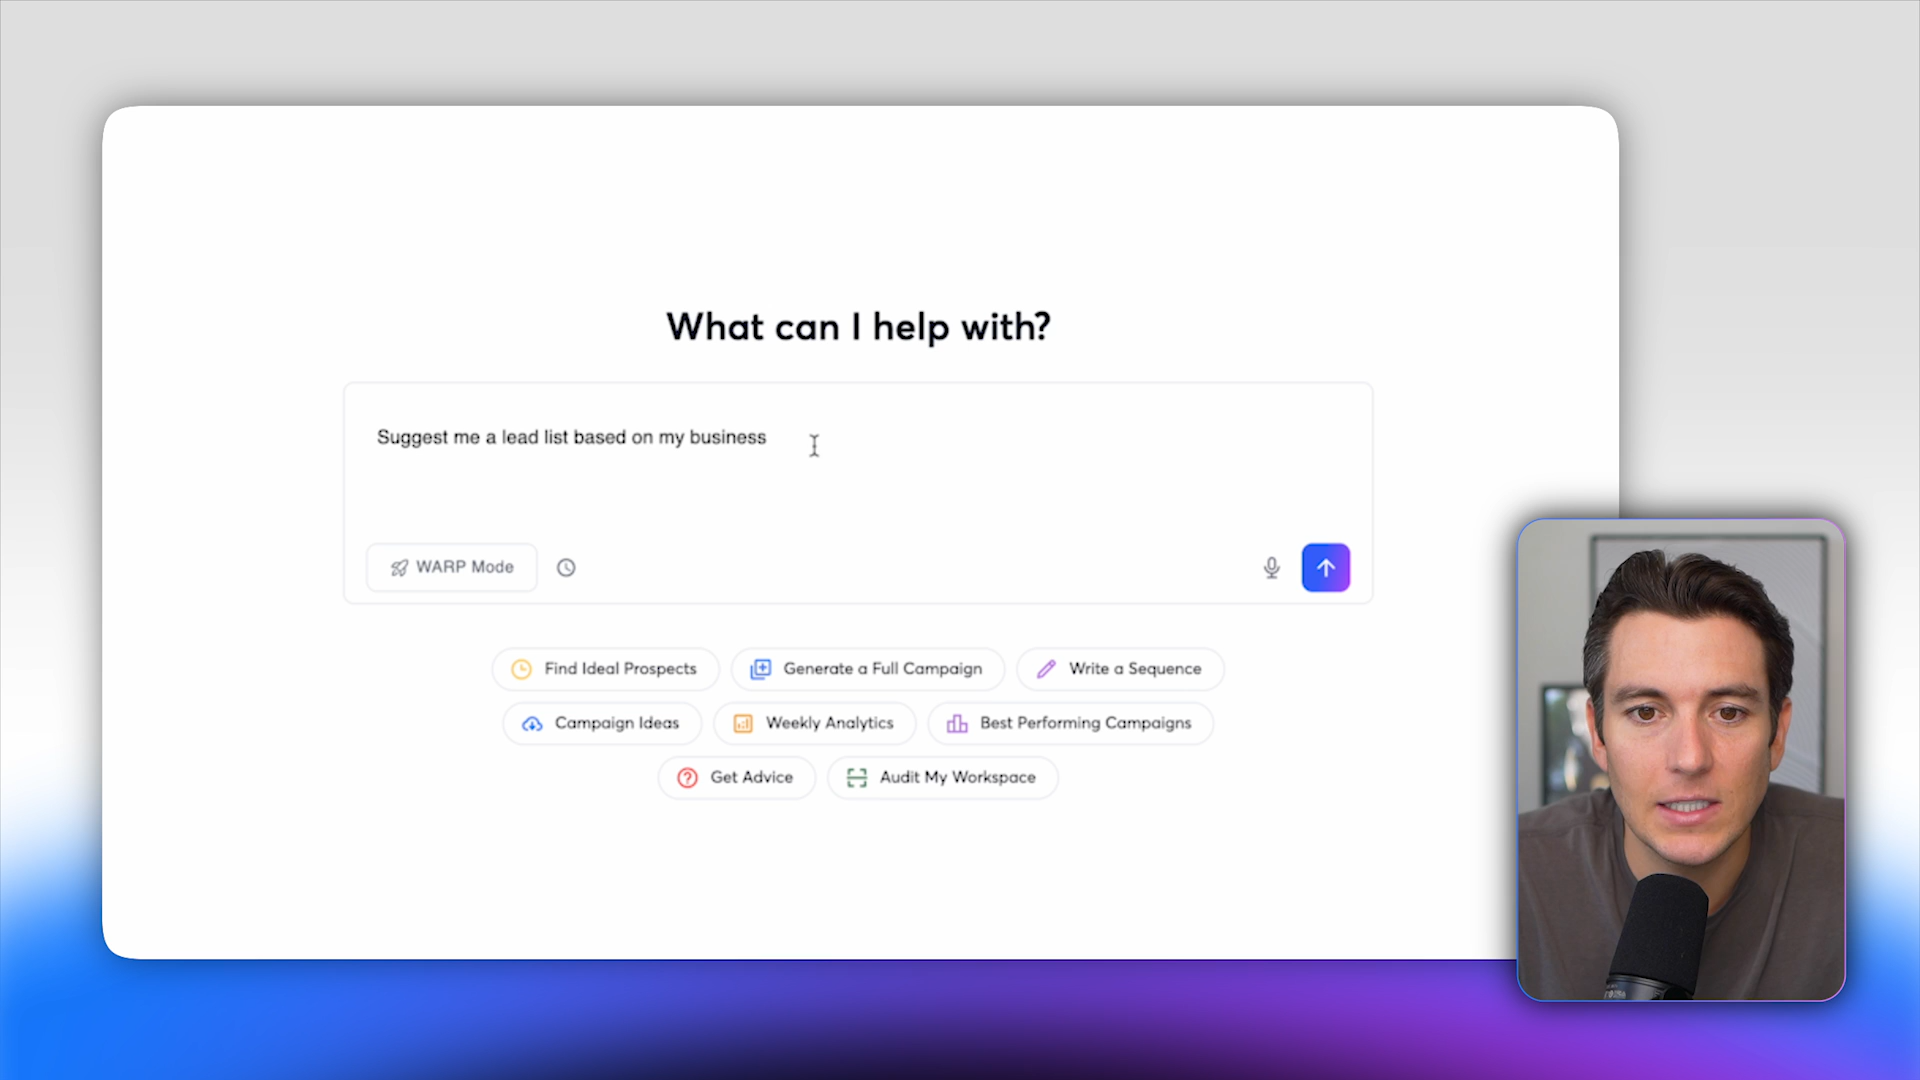 What can I help with?
Suggest me a lead list based on my business
WARP Mode
Find Ideal Prospects
Generate a Full Campaign
Write a Sequence
Campaign Ideas
Weekly Analytics
Best Performing Campaigns
Get Advice
Audit My Workspace